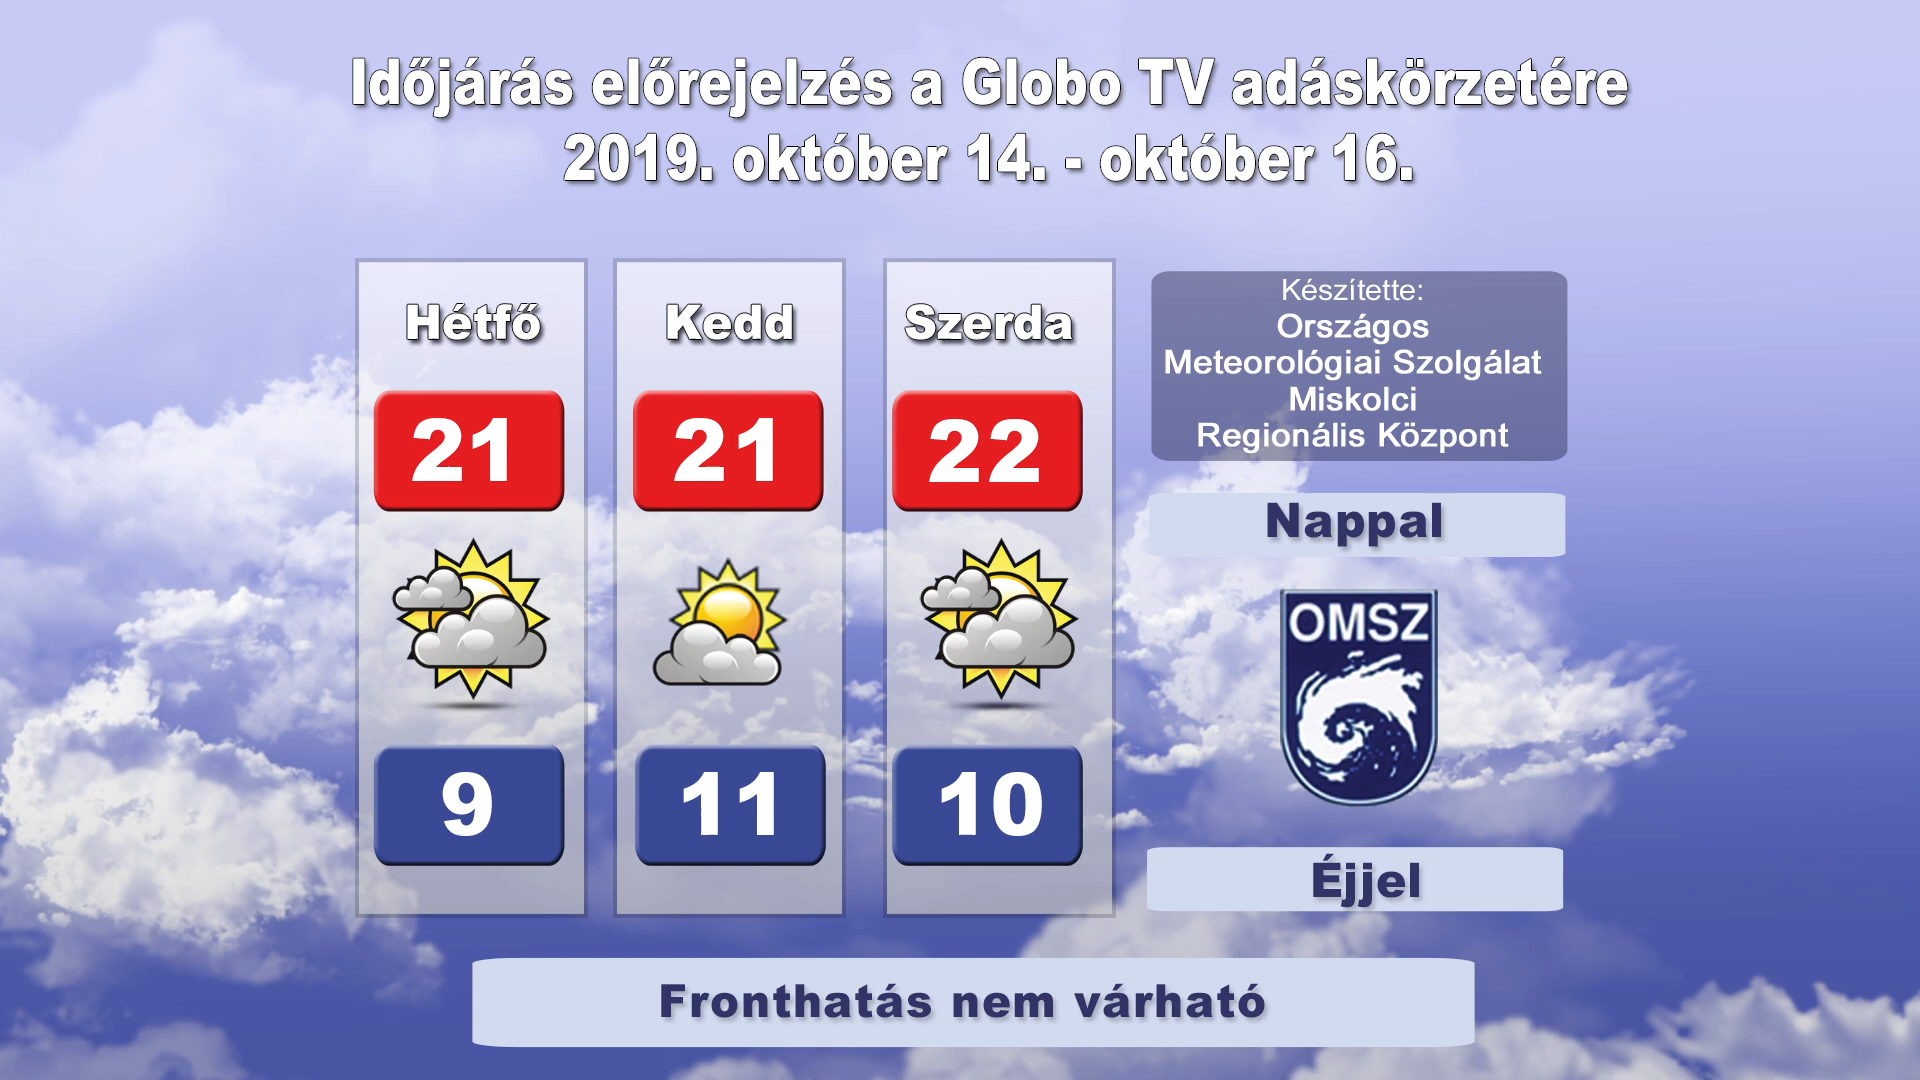 Időjárás előrejelzés a Globo TV adáskörzetére
2019. október 14. - október 16.
Hétfő
Kedd
Szerda
21
21
22
9
11
10
Készítette:
Országos
Meteorológiai Szolgálat
Miskolci
Regionális Központ
Nappal
OMSZ
Éjjel
Fronthatás nem várható